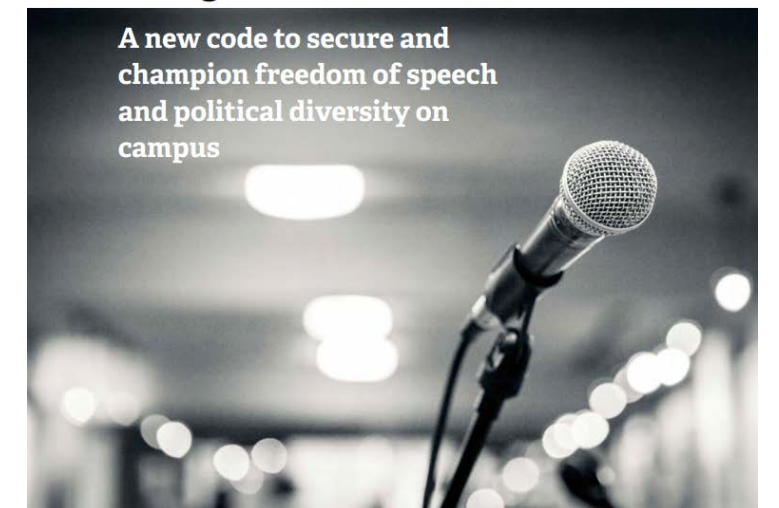 A new code to secure and
champion freedom of speech
and political diversity on
campus